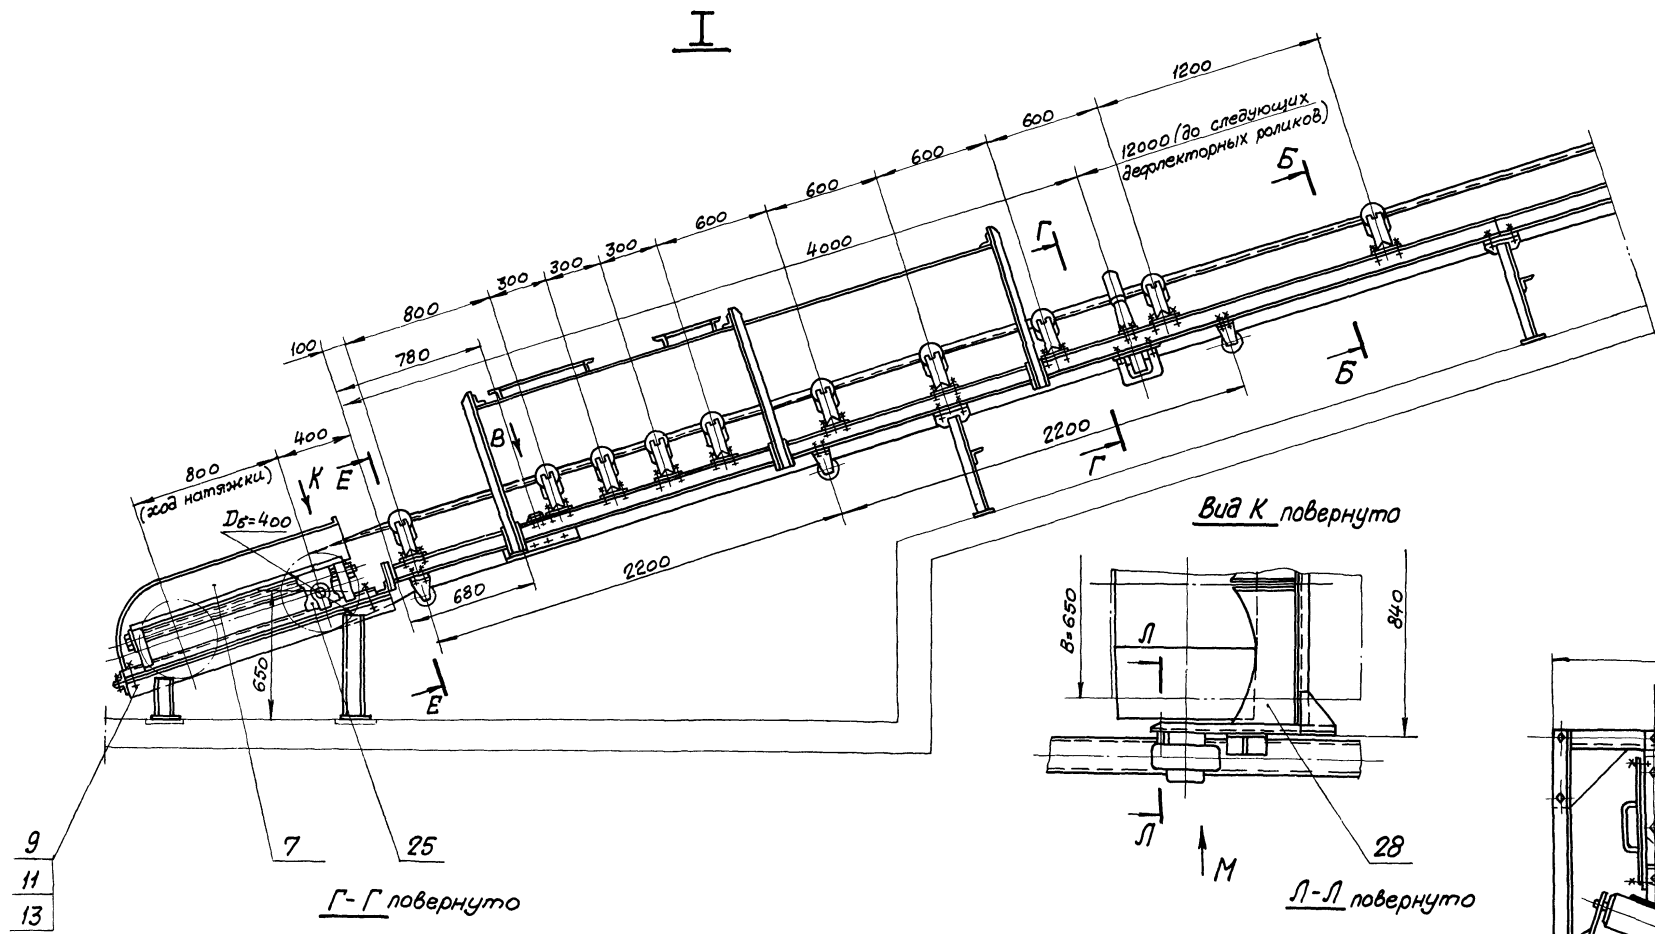 I
1200
12000 (до следующих
дефлекторных роликов)
600
600
600
600
300
300
300
4000
800
100
780
400
800
(ход натяжки)
Dб=400
К
Е
В
Г
Б
Б
Г
2200
2200
680
650
Е
Вид К повернуто
В=650
840
Л
Л
М
9
11
13
7
25
28
Г-Г повернуто
Л-Л повернуто